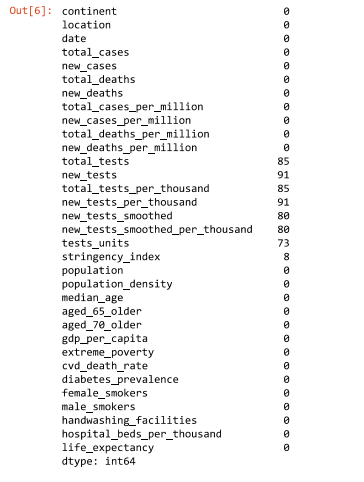 Out[6]: continent 0
location 0
date 0
total_cases 0
new_cases 0
total_deaths 0
new_deaths 0
total_cases_per_million 0
new_cases_per_million 0
total_deaths_per_million 0
new_deaths_per_million 0
total_tests 85
new_tests 91
total_tests_per_thousand 85
new_tests_per_thousand 91
new_tests_smoothed 80
new_tests_smoothed_per_thousand 80
tests_units 73
stringency_index 8
population 0
population_density 0
median_age 0
aged_65_older 0
aged_70_older 0
gdp_per_capita 0
extreme_poverty 0
cvd_death_rate 0
diabetes_prevalence 0
female_smokers 0
male_smokers 0
handwashing_facilities 0
hospital_beds_per_thousand 0
life_expectancy 0
dtype: int64